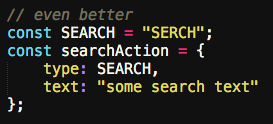 // even better
const SEARCH = "SERCH";
const searchAction = {
    type: SEARCH,
    text: "some search text"
};